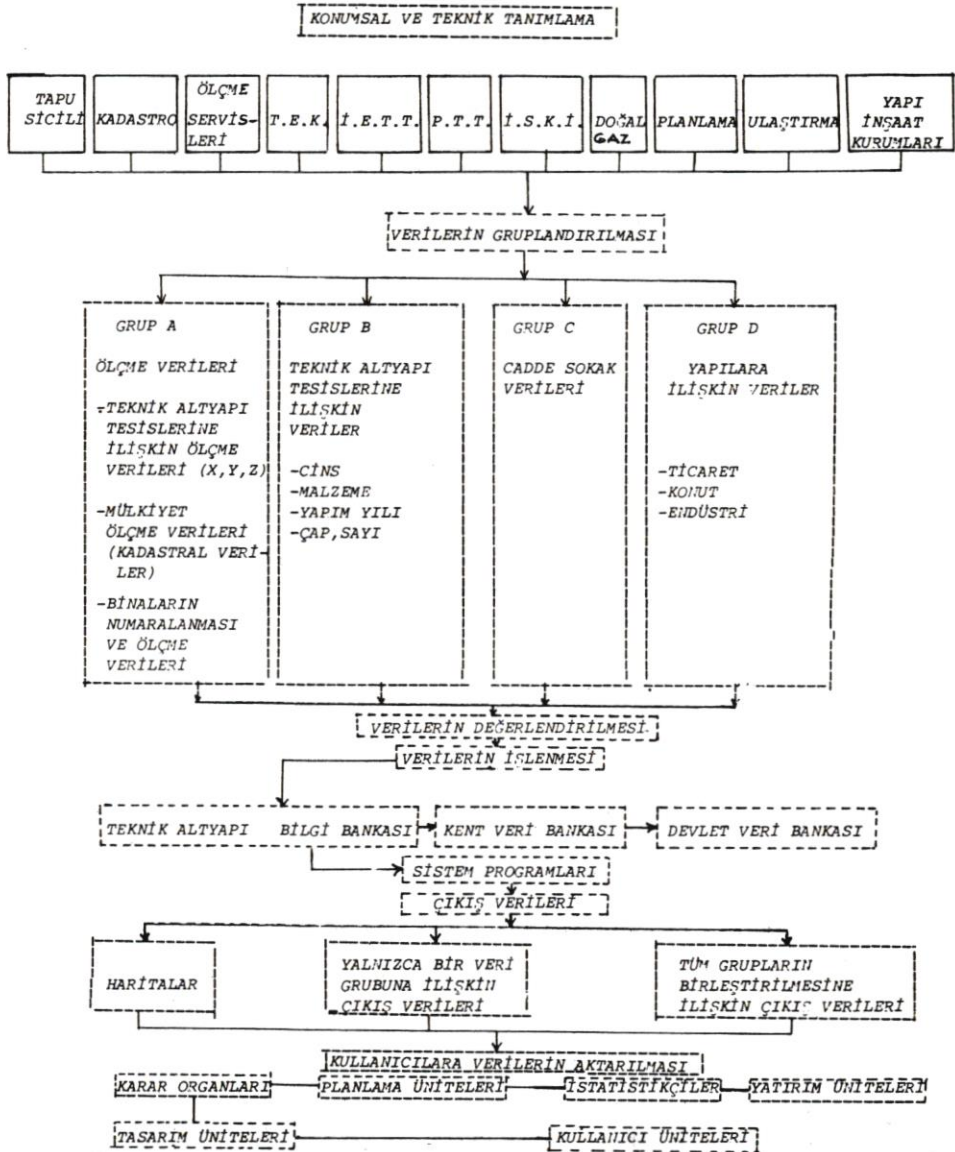 KONUMSAL VE TEKNİK TANIMLAMA
TAPU
SİCİLİ
KADASTRO
ÖLÇME
SERVİS-
LERİ
T.E.K.
İ.E.T.T.
P.T.T.
İ.S.K.İ.
DOĞAL
GAZ
PLANLAMA
ULAŞTIRMA
YAPI
İNŞAAT
KURUMLARI
VERİLERİN GRUPLANDIRILMASI
GRUP A
ÖLÇME VERİLERİ
-TEKNİK ALTYAPI
TESİSLERİNE
İLİŞKİN ÖLÇME
VERİLERİ (X,Y,Z)
-MÜLKİYET
ÖLÇME VERİLERİ
(KADASTRAL VERİ-
LER)
-BİNALARIN
NUMARALANMASI
VE ÖLÇME
VERİLERİ
GRUP B
TEKNİK ALTYAPI
TESİSLERİNE
İLİŞKİN
VERİLER
-CİNS
-MALZEME
-YAPIM YILI
-ÇAP,SAYI
GRUP C
CADDE SOKAK
VERİLERİ
GRUP D
YAPILARA
İLİŞKİN VERİLER
-TİCARET
-KONUT
-ENDÜSTRİ
VERİLERİN DEĞERLENDİRİLMESİ
VERİLERİN İŞLENMESİ
TEKNİK ALTYAPI BİLGİ BANKASI
KENT VERİ BANKASI
DEVLET VERİ BANKASI
SİSTEM PROGRAMLARI
ÇIKIŞ VERİLERİ
HARİTALAR
YALNIZCA BİR VERİ
GRUBUNA İLİŞKİN
ÇIKIŞ VERİLERİ
TÜM GRUPLARIN
BİRLEŞTİRİLMESİNE
İLİŞKİN ÇIKIŞ VERİLERİ
KULLANICILARA VERİLERİN AKTARILMASI
KARAR ORGANLARI
PLANLAMA ÜNİTELERİ
İSTATİSTİKÇİLER
YATIRIM ÜNİTELERİ
TASARIM ÜNİTELERİ
KULLANICI ÜNİTELERİ